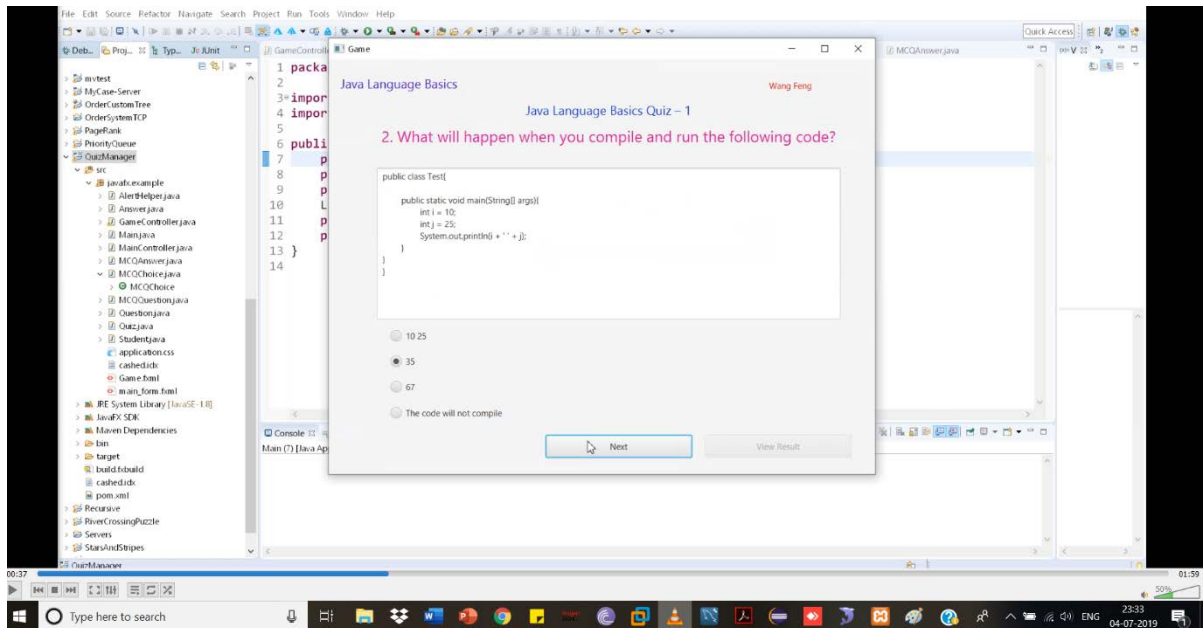 File Edit Source Refactor Navigate Search Project Run Tools Window Help
Quick Access
Deb... Proj... Typ... JUnit
GameControll
Game
MCQAnswer.java
mvtest
MyCase-Server
OrderCustomTree
OrderSystemTCP
PageRank
PriorityQueue
QuizManager
src
javafx.example
AlertHelper.java
Answer.java
GameController.java
Main.java
MainController.java
MCQAnswer.java
MCQChoice.java
MCQChoice
MCQQuestion.java
Question.java
Quiz.java
Student.java
application.css
cashed.idx
Game.fxml
main_form.fxml
JRE System Library [JavaSE-1.8]
JavaFX SDK
Maven Dependencies
bin
target
build.fxbuild
cashed.idx
pom.xml
Recursive
RiverCrossingPuzzle
Servers
StarsAndStripes
QuizManager
1 packa
2
3 impor
4 impor
5
6 publi
7 p
8 p
9 p
10 L
11 p
12 p
13 }
14
Java Language Basics
Wang Feng
Java Language Basics Quiz – 1
2. What will happen when you compile and run the following code?
public class Test{
public static void main(String[] args){
int i = 10;
int j = 25;
System.out.println(i + ' ' + j);
}
}
}
10 25
35
67
The code will not compile
Next
View Result
Console
Main (7) [Java Ap
00:37
01:59
50%
Type here to search
ENG
23:33
04-07-2019